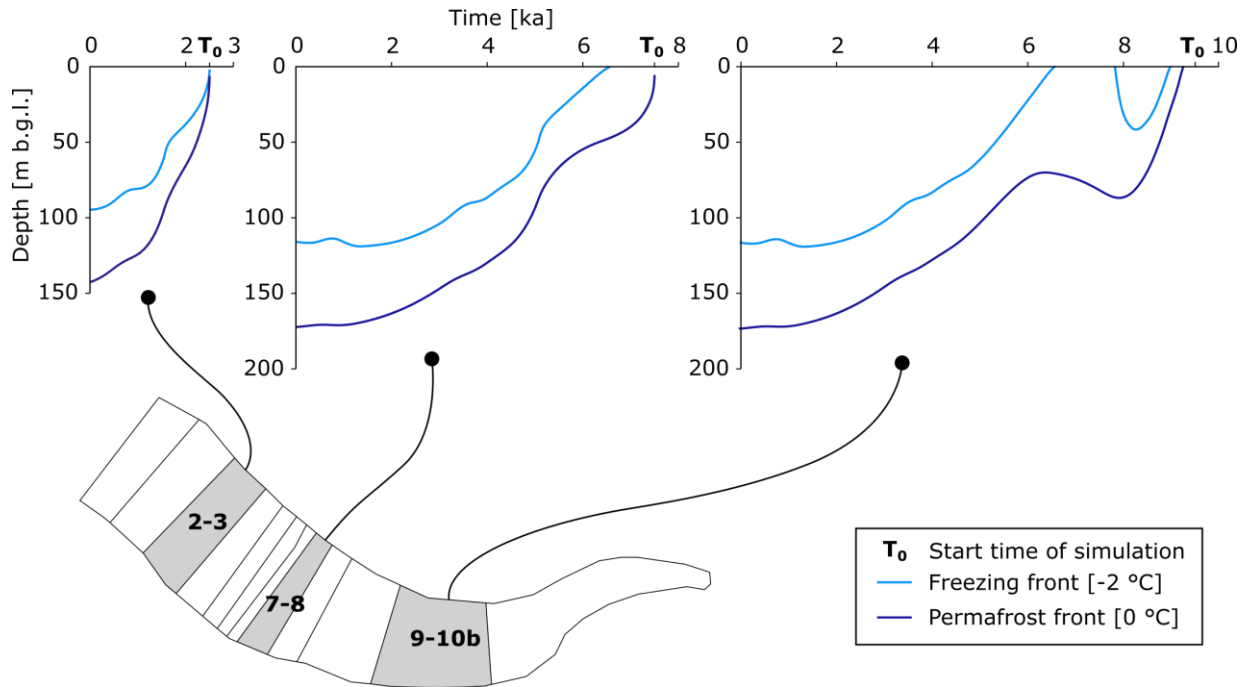 Time [ka]
0 2 T₀ 3
0 2 4 6 T₀ 8
0 2 4 6 8 T₀ 10
Depth [m b.g.l.]
0
50
100
150
0
50
100
150
200
0
50
100
150
200
2-3
7-8
9-10b
T₀ Start time of simulation
Freezing front [-2 °C]
Permafrost front [0 °C]